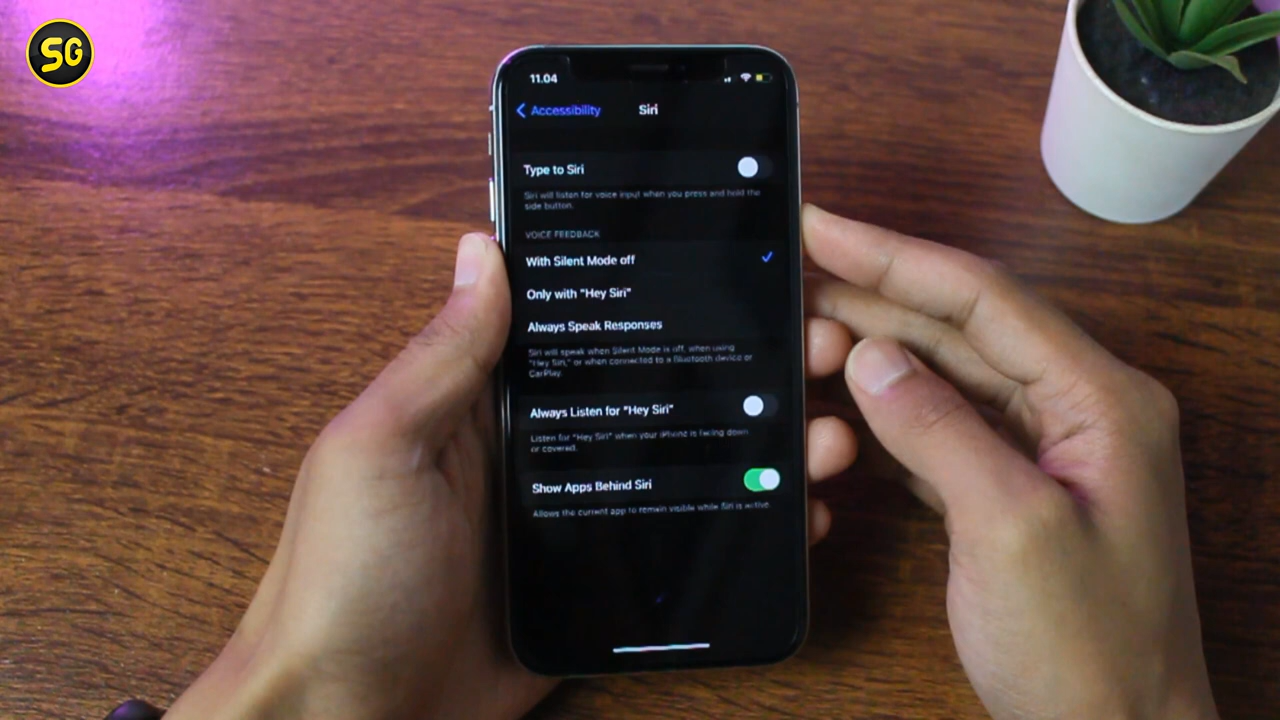 SG
11.04
Accessibility
Siri
Type to Siri
Siri will listen for voice input when you press and hold the
side button.
VOICE FEEDBACK
With Silent Mode off
Only with "Hey Siri"
Always Speak Responses
Siri will speak when Silent Mode is off, when using
"Hey Siri," or when connected to a Bluetooth device or
CarPlay.
Always Listen for "Hey Siri"
Listen for "Hey Siri" when your iPhone is facing down
or covered.
Show Apps Behind Siri
Allows the current app to remain visible while Siri is active.